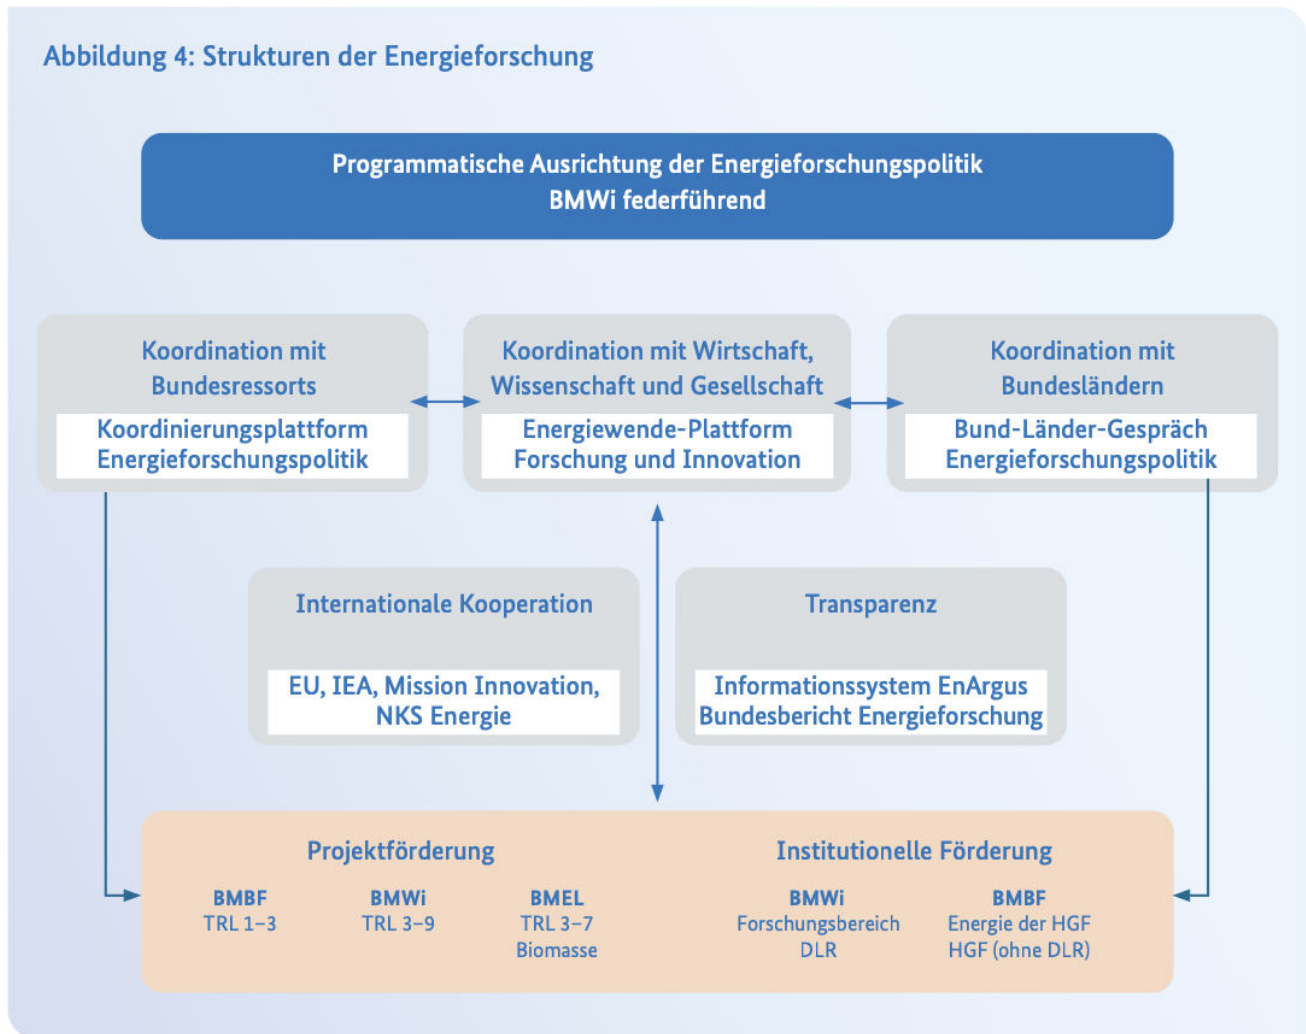 Abbildung 4: Strukturen der Energieforschung
Programmatische Ausrichtung der Energieforschungspolitik
BMWi federführend
Koordination mit
Bundesressorts
Koordinierungsplattform
Energieforschungspolitik
Koordination mit Wirtschaft,
Wissenschaft und Gesellschaft
Energiewende-Plattform
Forschung und Innovation
Koordination mit
Bundesländern
Bund-Länder-Gespräch
Energieforschungspolitik
Internationale Kooperation
EU, IEA, Mission Innovation,
NKS Energie
Transparenz
Informationssystem EnArgus
Bundesbericht Energieforschung
Projektförderung
BMBF
TRL 1–3
BMWi
TRL 3–9
BMEL
TRL 3–7
Biomasse
Institutionelle Förderung
BMWi
Forschungsbereich
DLR
BMBF
Energie der HGF
HGF (ohne DLR)